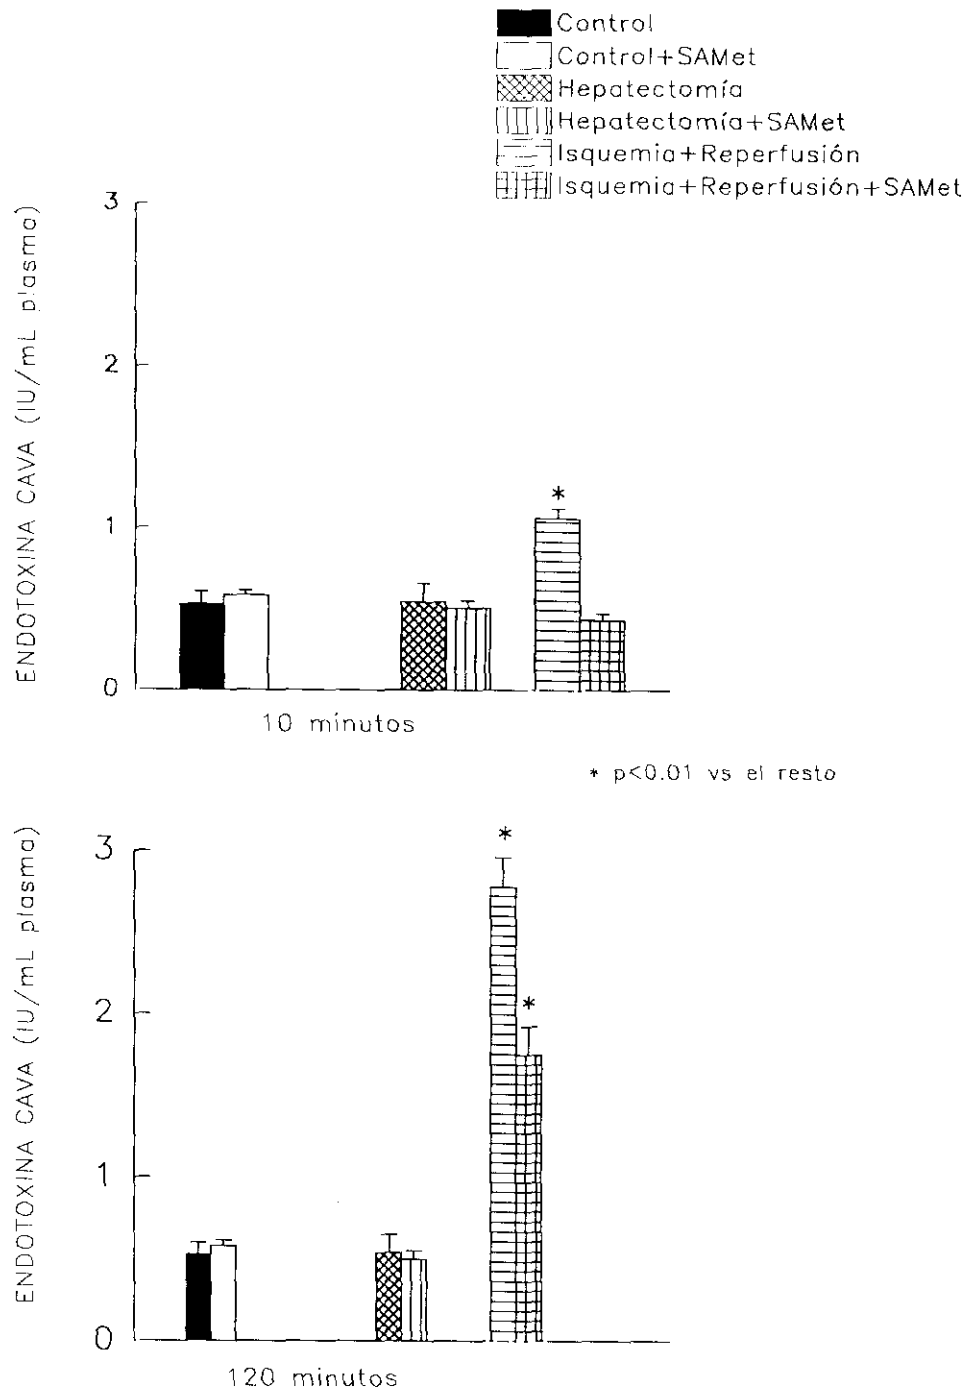 Control
Control+SAMet
Hepatectomía
Hepatectomía+SAMet
Isquemia+Reperfusión
Isquemia+Reperfusión+SAMet
ENDOTOXINA CAVA (IU/mL plasma)
3
2
1
0
*
10 minutos
* p<0.01 vs el resto
ENDOTOXINA CAVA (IU/mL plasma)
3
2
1
0
*
*
120 minutos